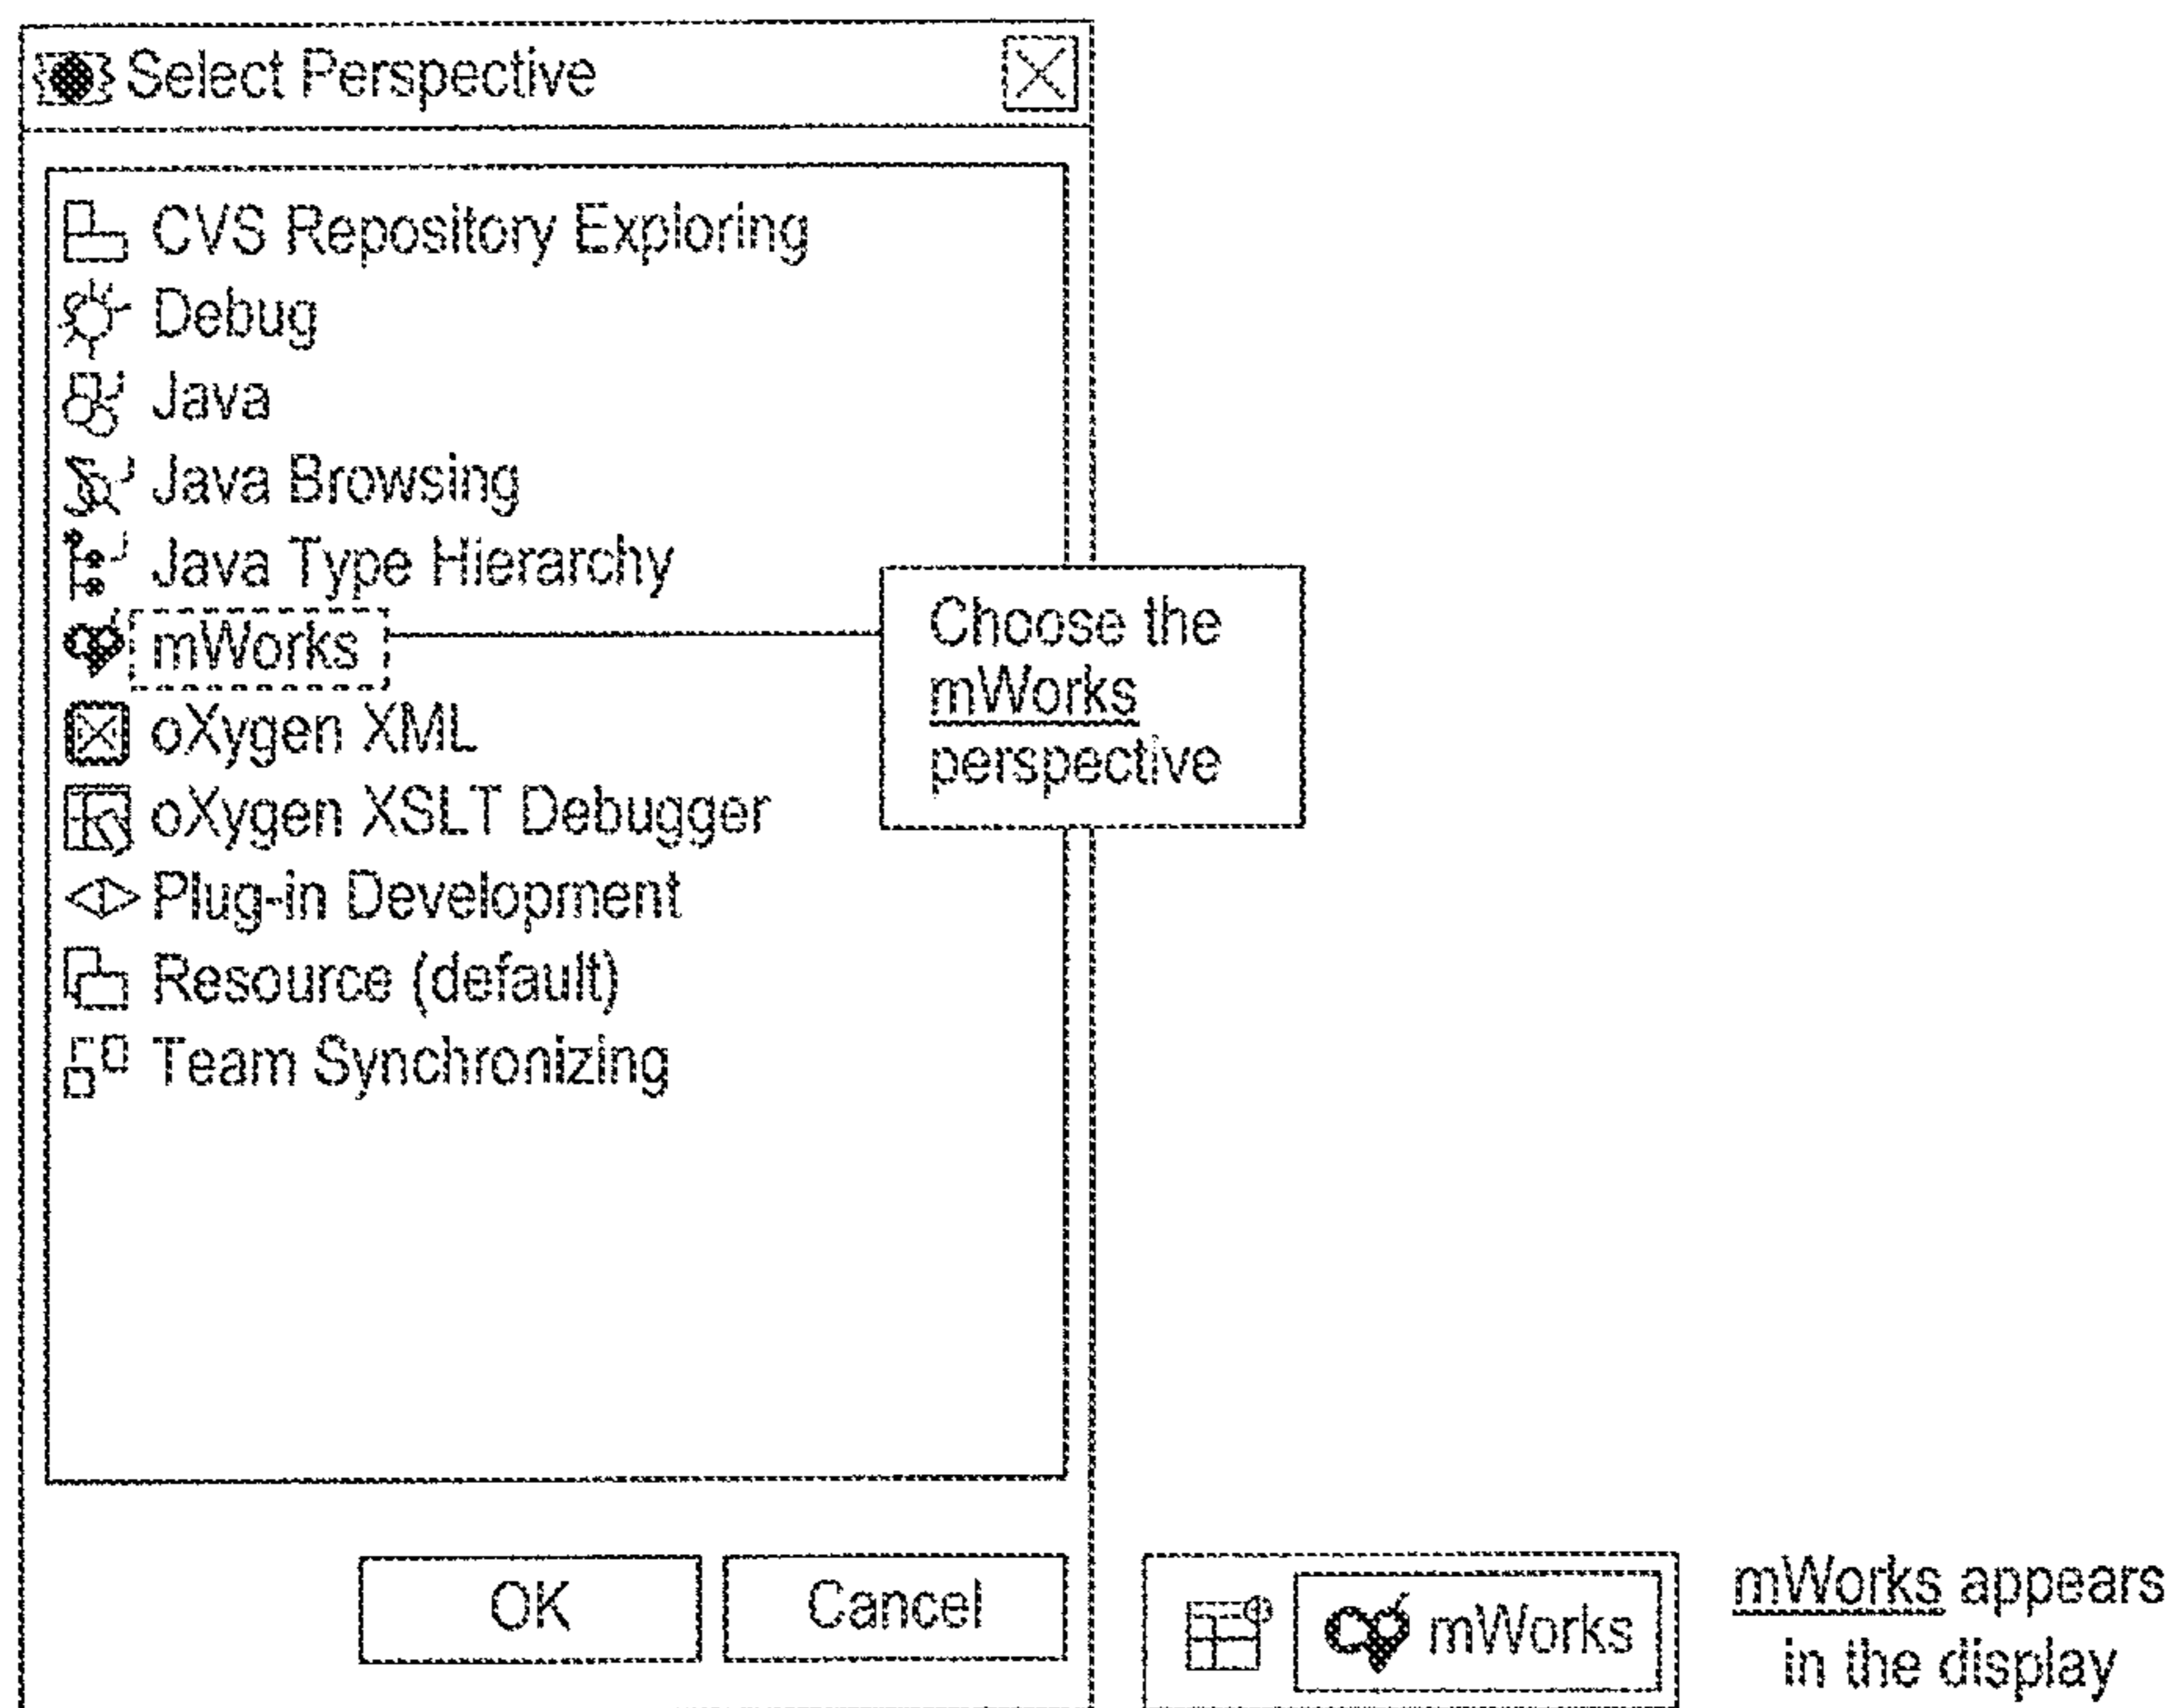 Select Perspective
CVS Repository Exploring
Debug
Java
Java Browsing
Java Type Hierarchy
mWorks
oXygen XML
oXygen XSLT Debugger
Plug-in Development
Resource (default)
Team Synchronizing
Choose the
mWorks
perspective
OK
Cancel
mWorks
mWorks appears
in the display